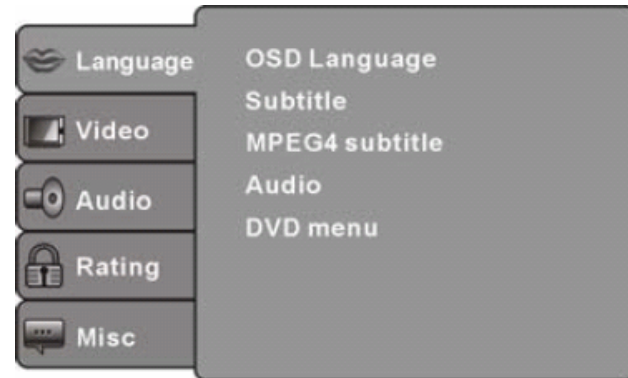 Language
Video
Audio
Rating
Misc
OSD Language
Subtitle
MPEG4 subtitle
Audio
DVD menu